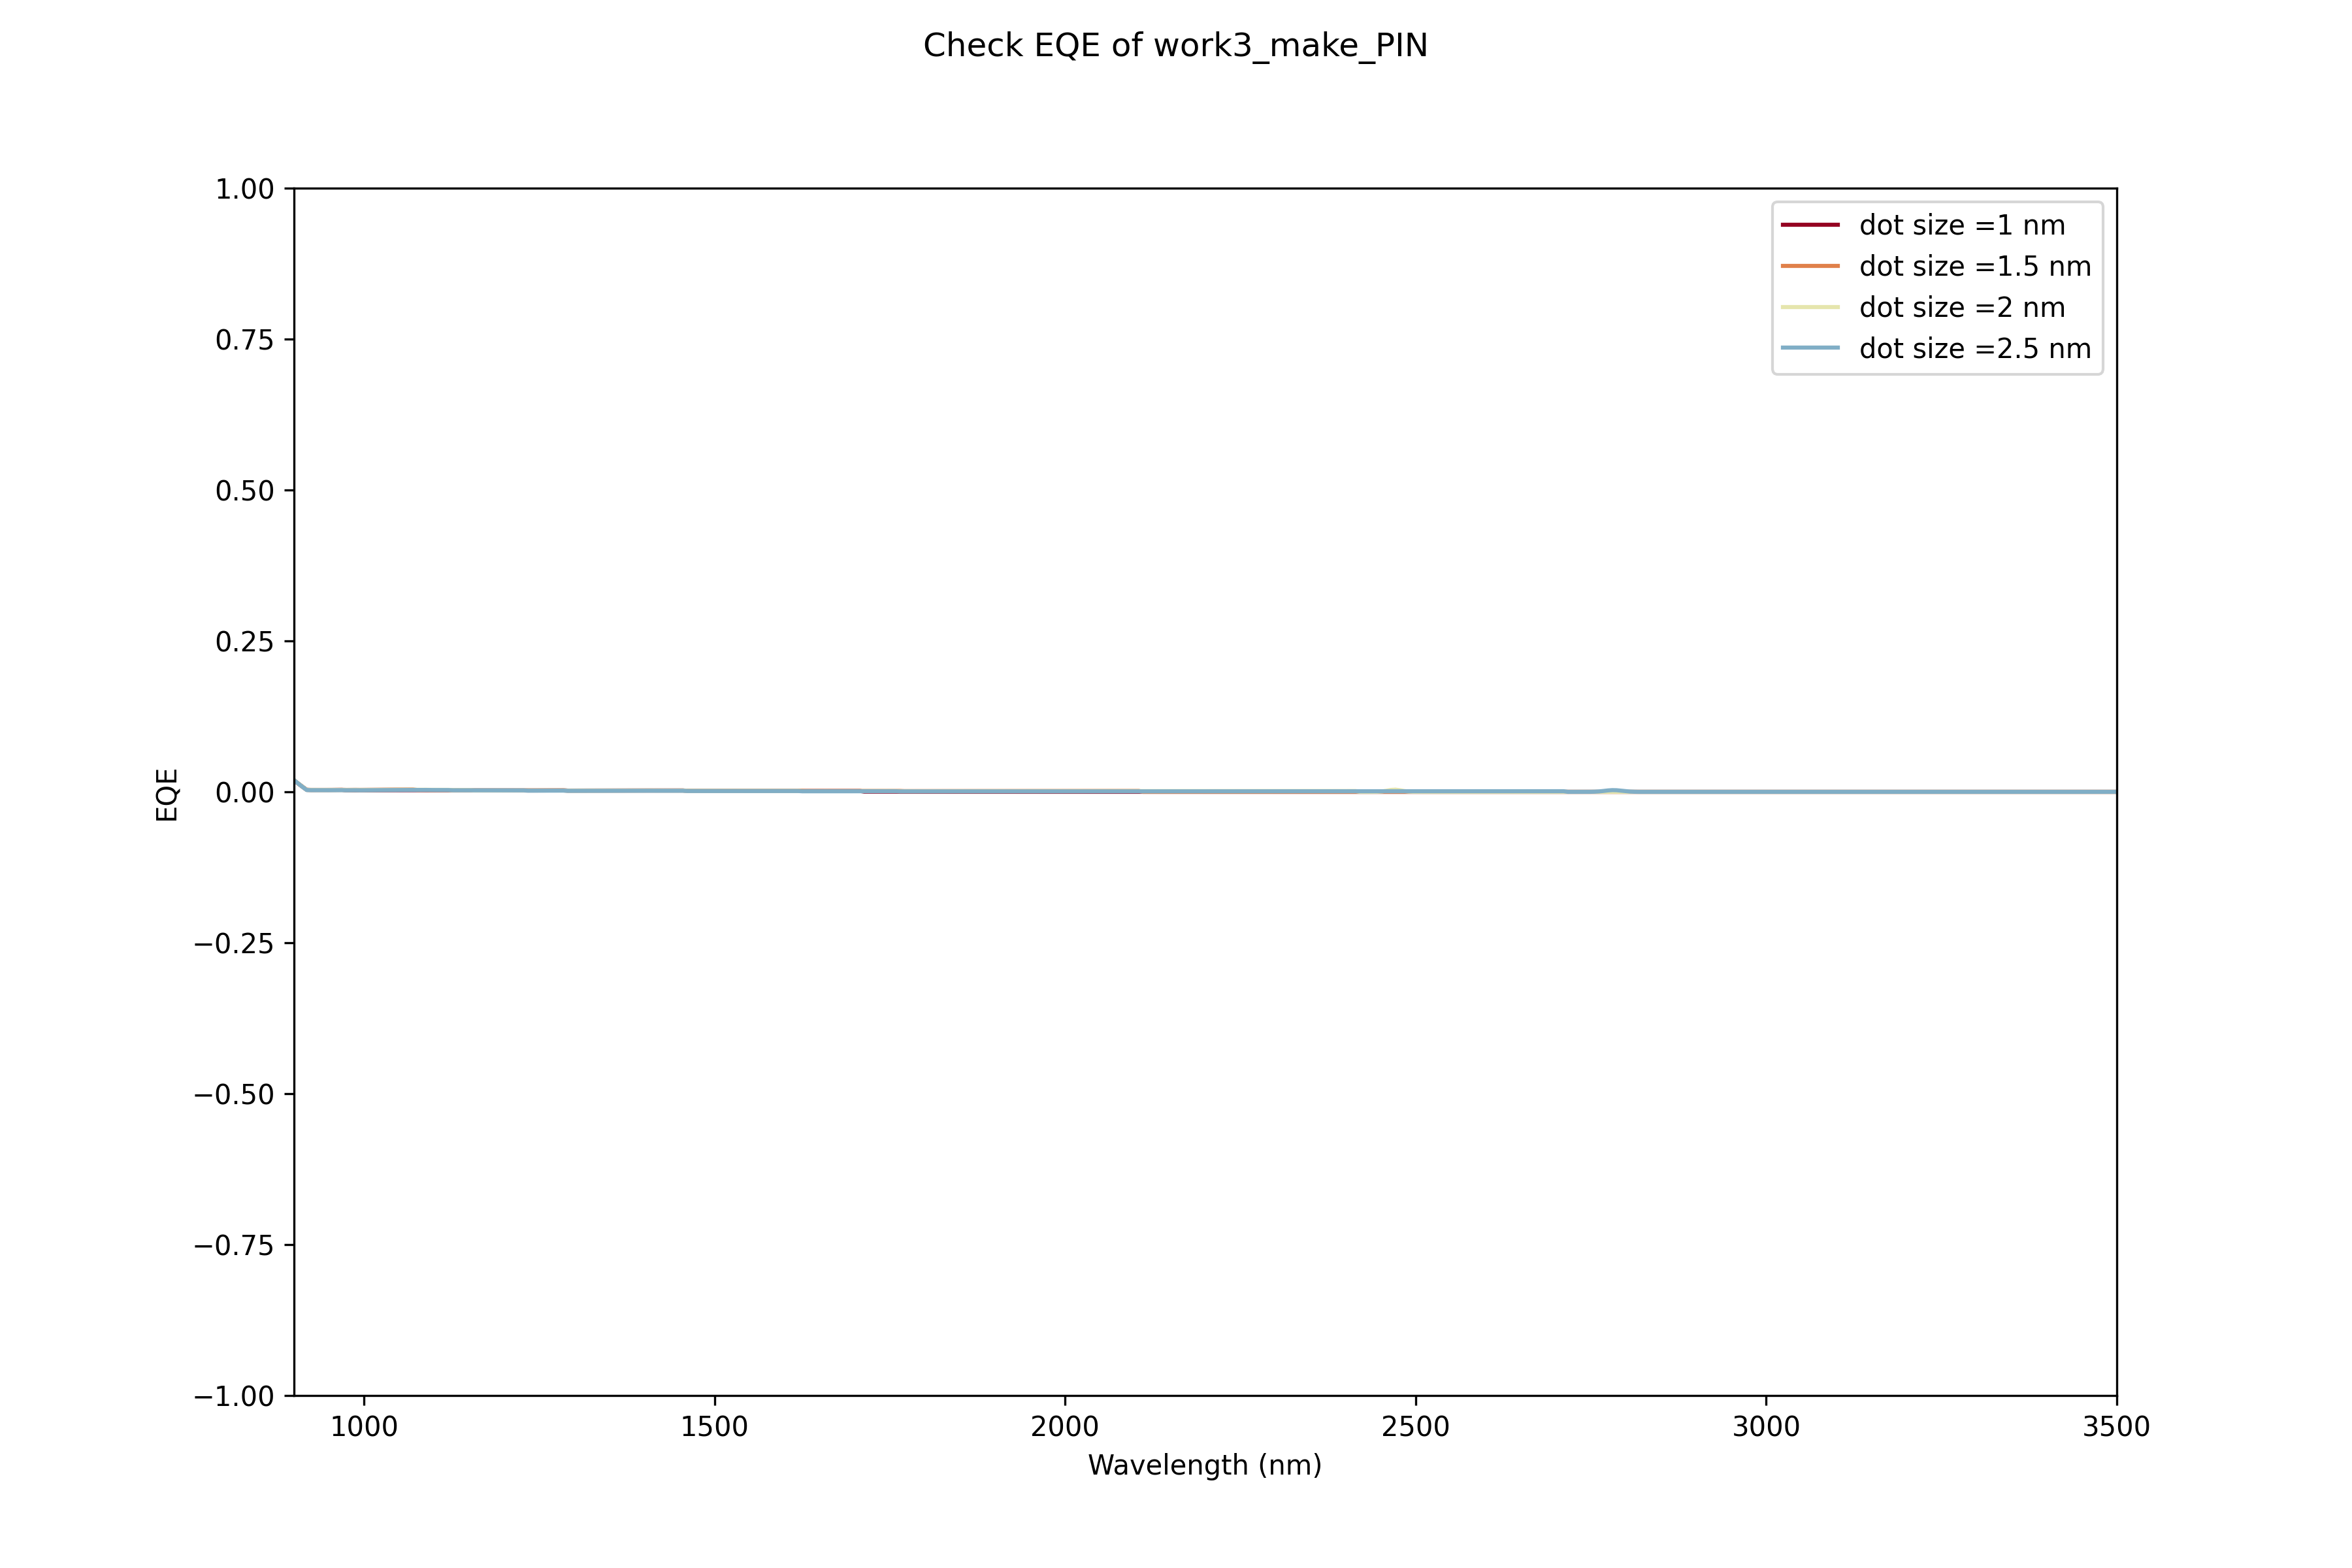 Check EQE of work3_make_PIN
1.00
0.75
0.50
0.25
0.00
−0.25
−0.50
−0.75
−1.00
EQE
dot size =1 nm
dot size =1.5 nm
dot size =2 nm
dot size =2.5 nm
1000 1500 2000 2500 3000 3500
Wavelength (nm)